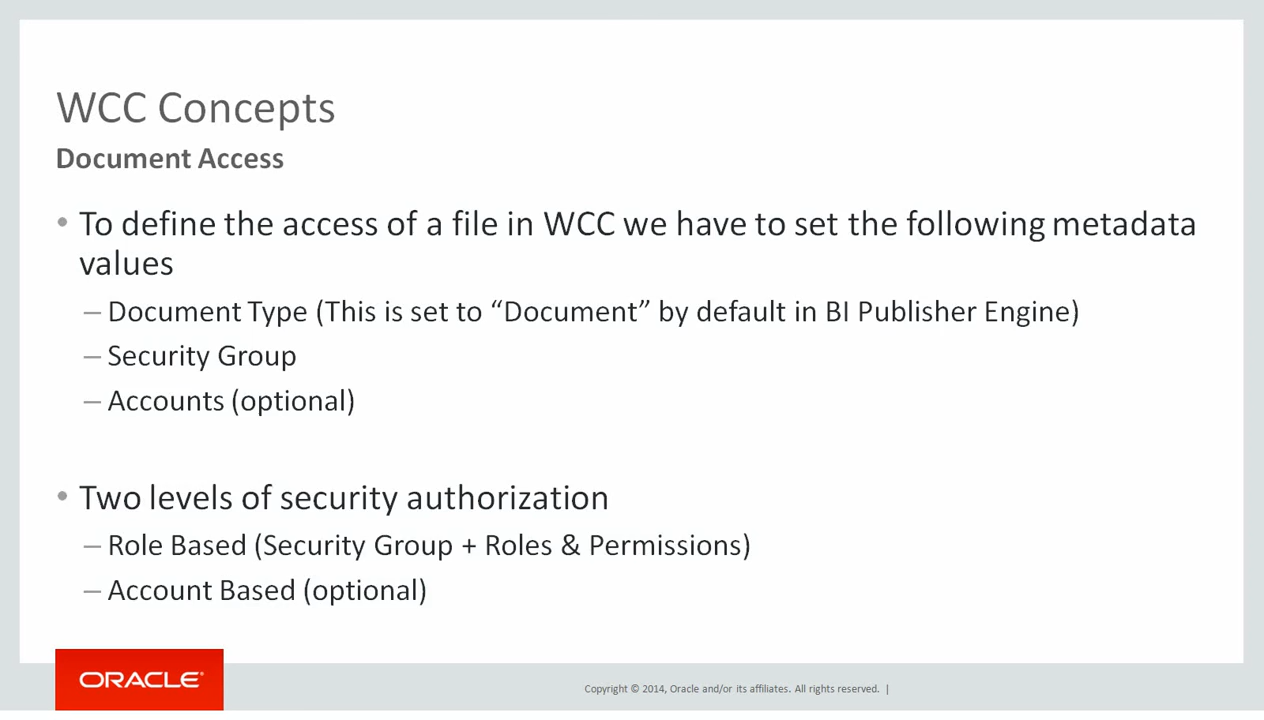 WCC Concepts
Document Access
• To define the access of a file in WCC we have to set the following metadata
values
– Document Type (This is set to “Document” by default in BI Publisher Engine)
– Security Group
– Accounts (optional)
• Two levels of security authorization
– Role Based (Security Group + Roles & Permissions)
– Account Based (optional)
ORACLE®
Copyright © 2014, Oracle and/or its affiliates. All rights reserved. |